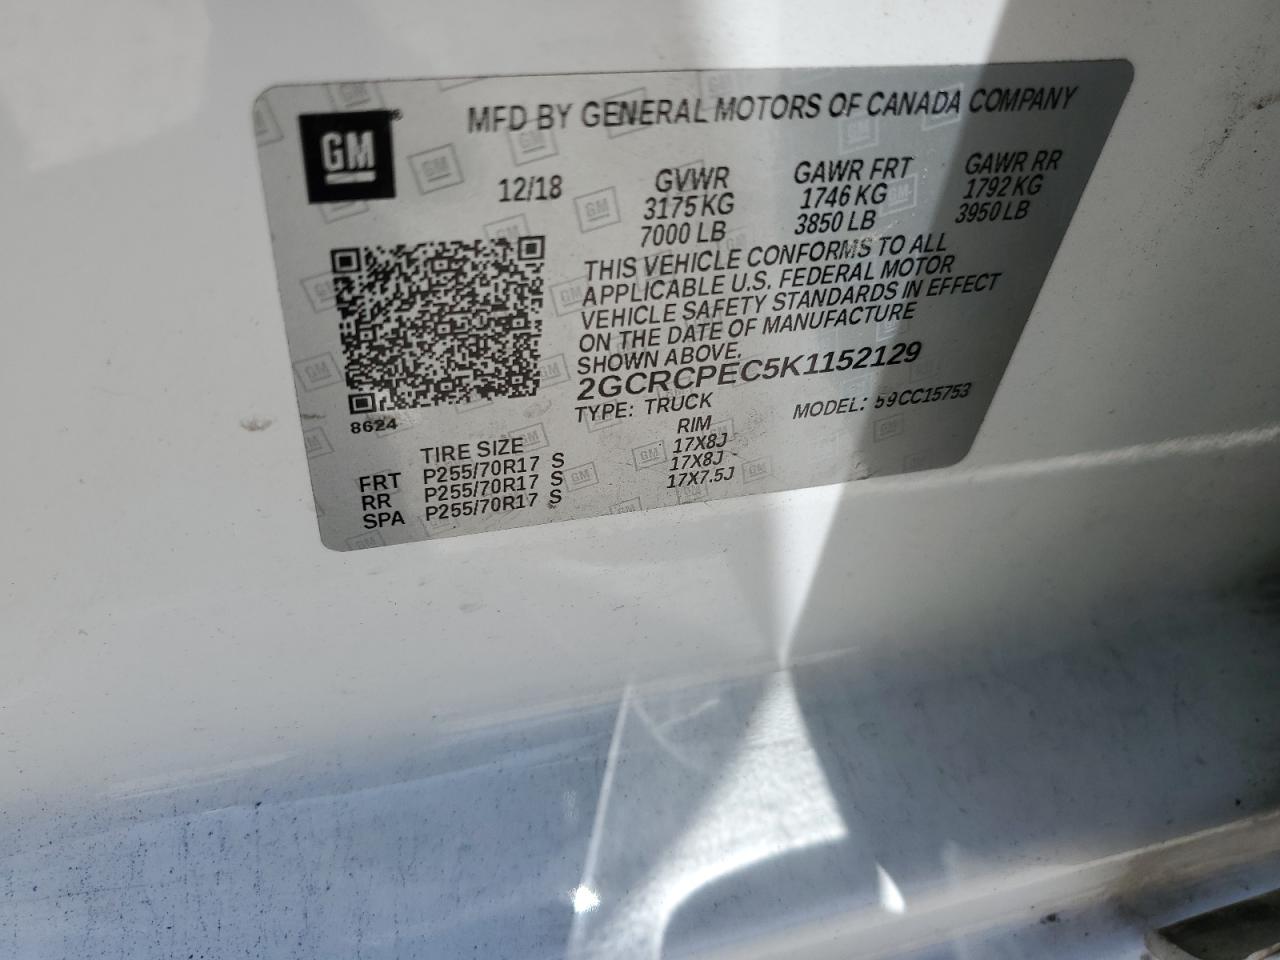 GM
MFD BY GENERAL MOTORS OF CANADA COMPANY
12/18
GVWR
3175 KG
7000 LB
GAWR FRT
1746 KG
3850 LB
GAWR RR
1792 KG
3950 LB
THIS VEHICLE CONFORMS TO ALL
APPLICABLE U.S. FEDERAL MOTOR
VEHICLE SAFETY STANDARDS IN EFFECT
ON THE DATE OF MANUFACTURE
SHOWN ABOVE.
2GCRCPEC5K1152129
TYPE: TRUCK
MODEL: 59CC15753
8624
TIRE SIZE
RIM
FRT P255/70R17 S 17X8J
RR P255/70R17 S 17X8J
SPA P255/70R17 S 17X7.5J